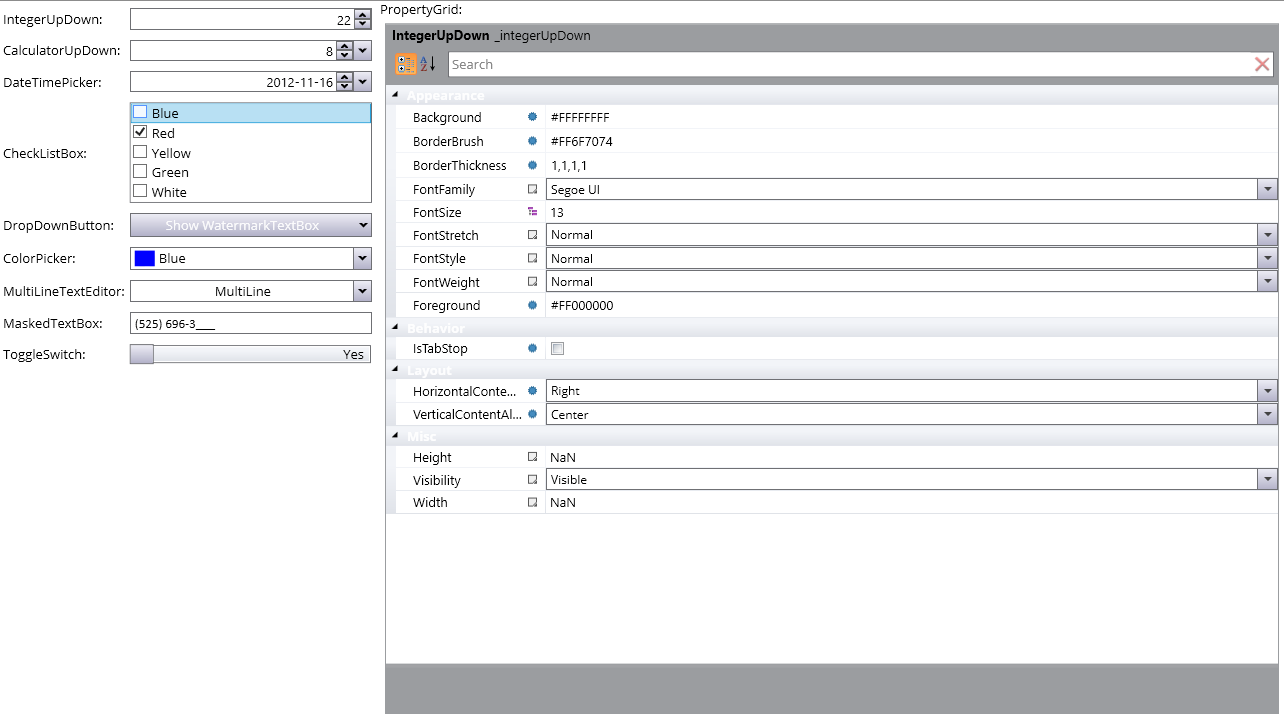 IntegerUpDown: 22
CalculatorUpDown: 8
DateTimePicker: 2012-11-16
CheckListBox:
Blue
Red
Yellow
Green
White
DropDownButton: Show WatermarkTextBox
ColorPicker: Blue
MultiLineTextEditor: MultiLine
MaskedTextBox: (525) 696-3___
ToggleSwitch: Yes
PropertyGrid:
IntegerUpDown _integerUpDown
A Z Search
Appearance
Background #FFFFFFFF
BorderBrush #FF6F7074
BorderThickness 1,1,1,1
FontFamily Segoe UI
FontSize 13
FontStretch Normal
FontStyle Normal
FontWeight Normal
Foreground #FF000000
Behavior
IsTabStop
Layout
HorizontalConte... Right
VerticalContentAl... Center
Misc
Height NaN
Visibility Visible
Width NaN